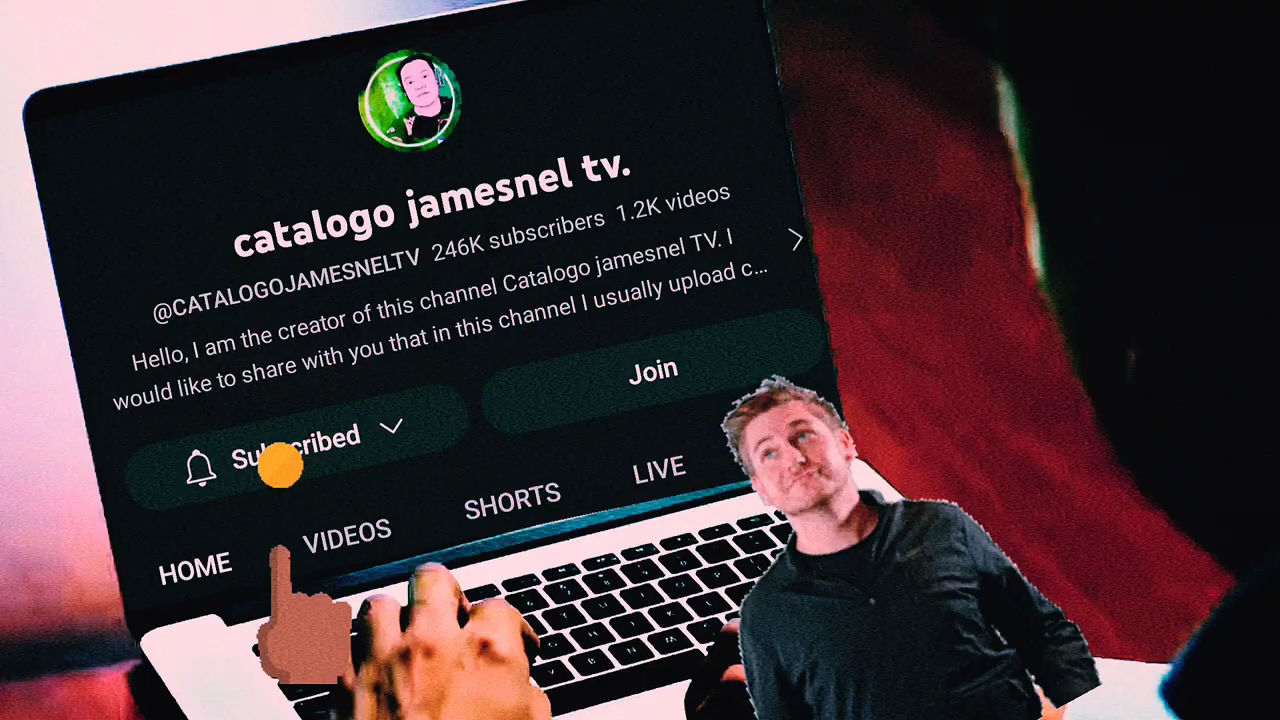 catalogo jamesnel tv.
@CATALOGOJAMESNELTV 246K subscribers 1.2K videos
Hello, I am the creator of this channel Catalogo jamesnel TV. I
would like to share with you that in this channel I usually upload c...
Subscribed
Join
HOME VIDEOS SHORTS LIVE